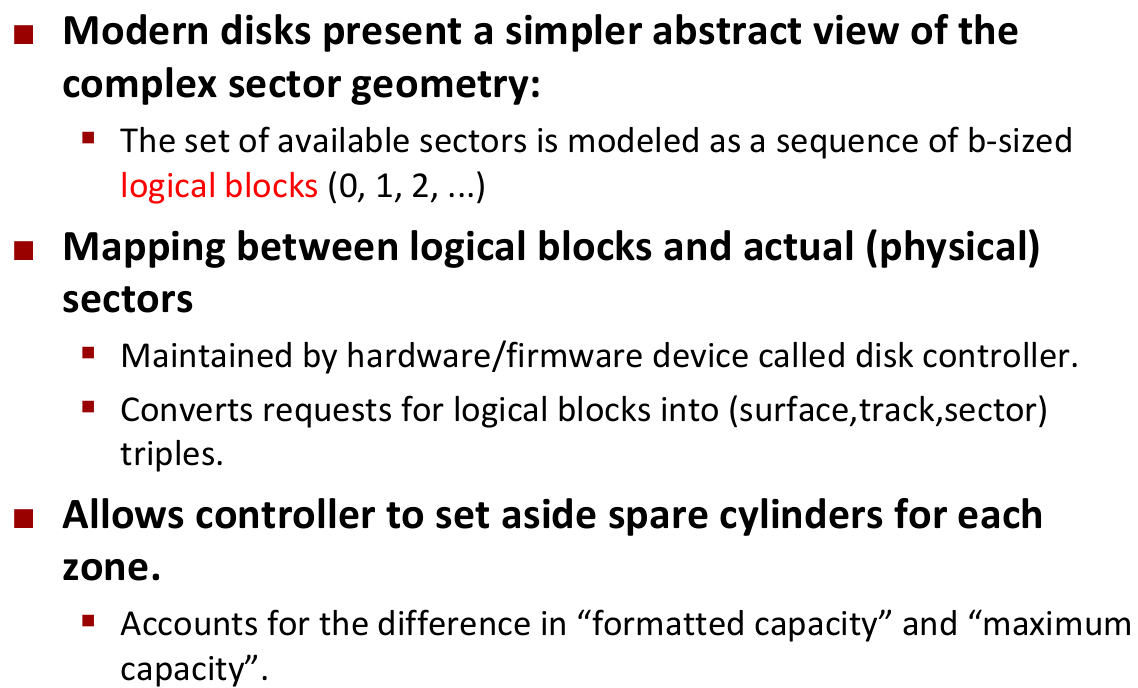 Modern disks present a simpler abstract view of the
complex sector geometry:
The set of available sectors is modeled as a sequence of b-sized
logical blocks (0, 1, 2, ...)
Mapping between logical blocks and actual (physical)
sectors
Maintained by hardware/firmware device called disk controller.
Converts requests for logical blocks into (surface,track,sector)
triples.
Allows controller to set aside spare cylinders for each
zone.
Accounts for the difference in “formatted capacity” and “maximum
capacity”.